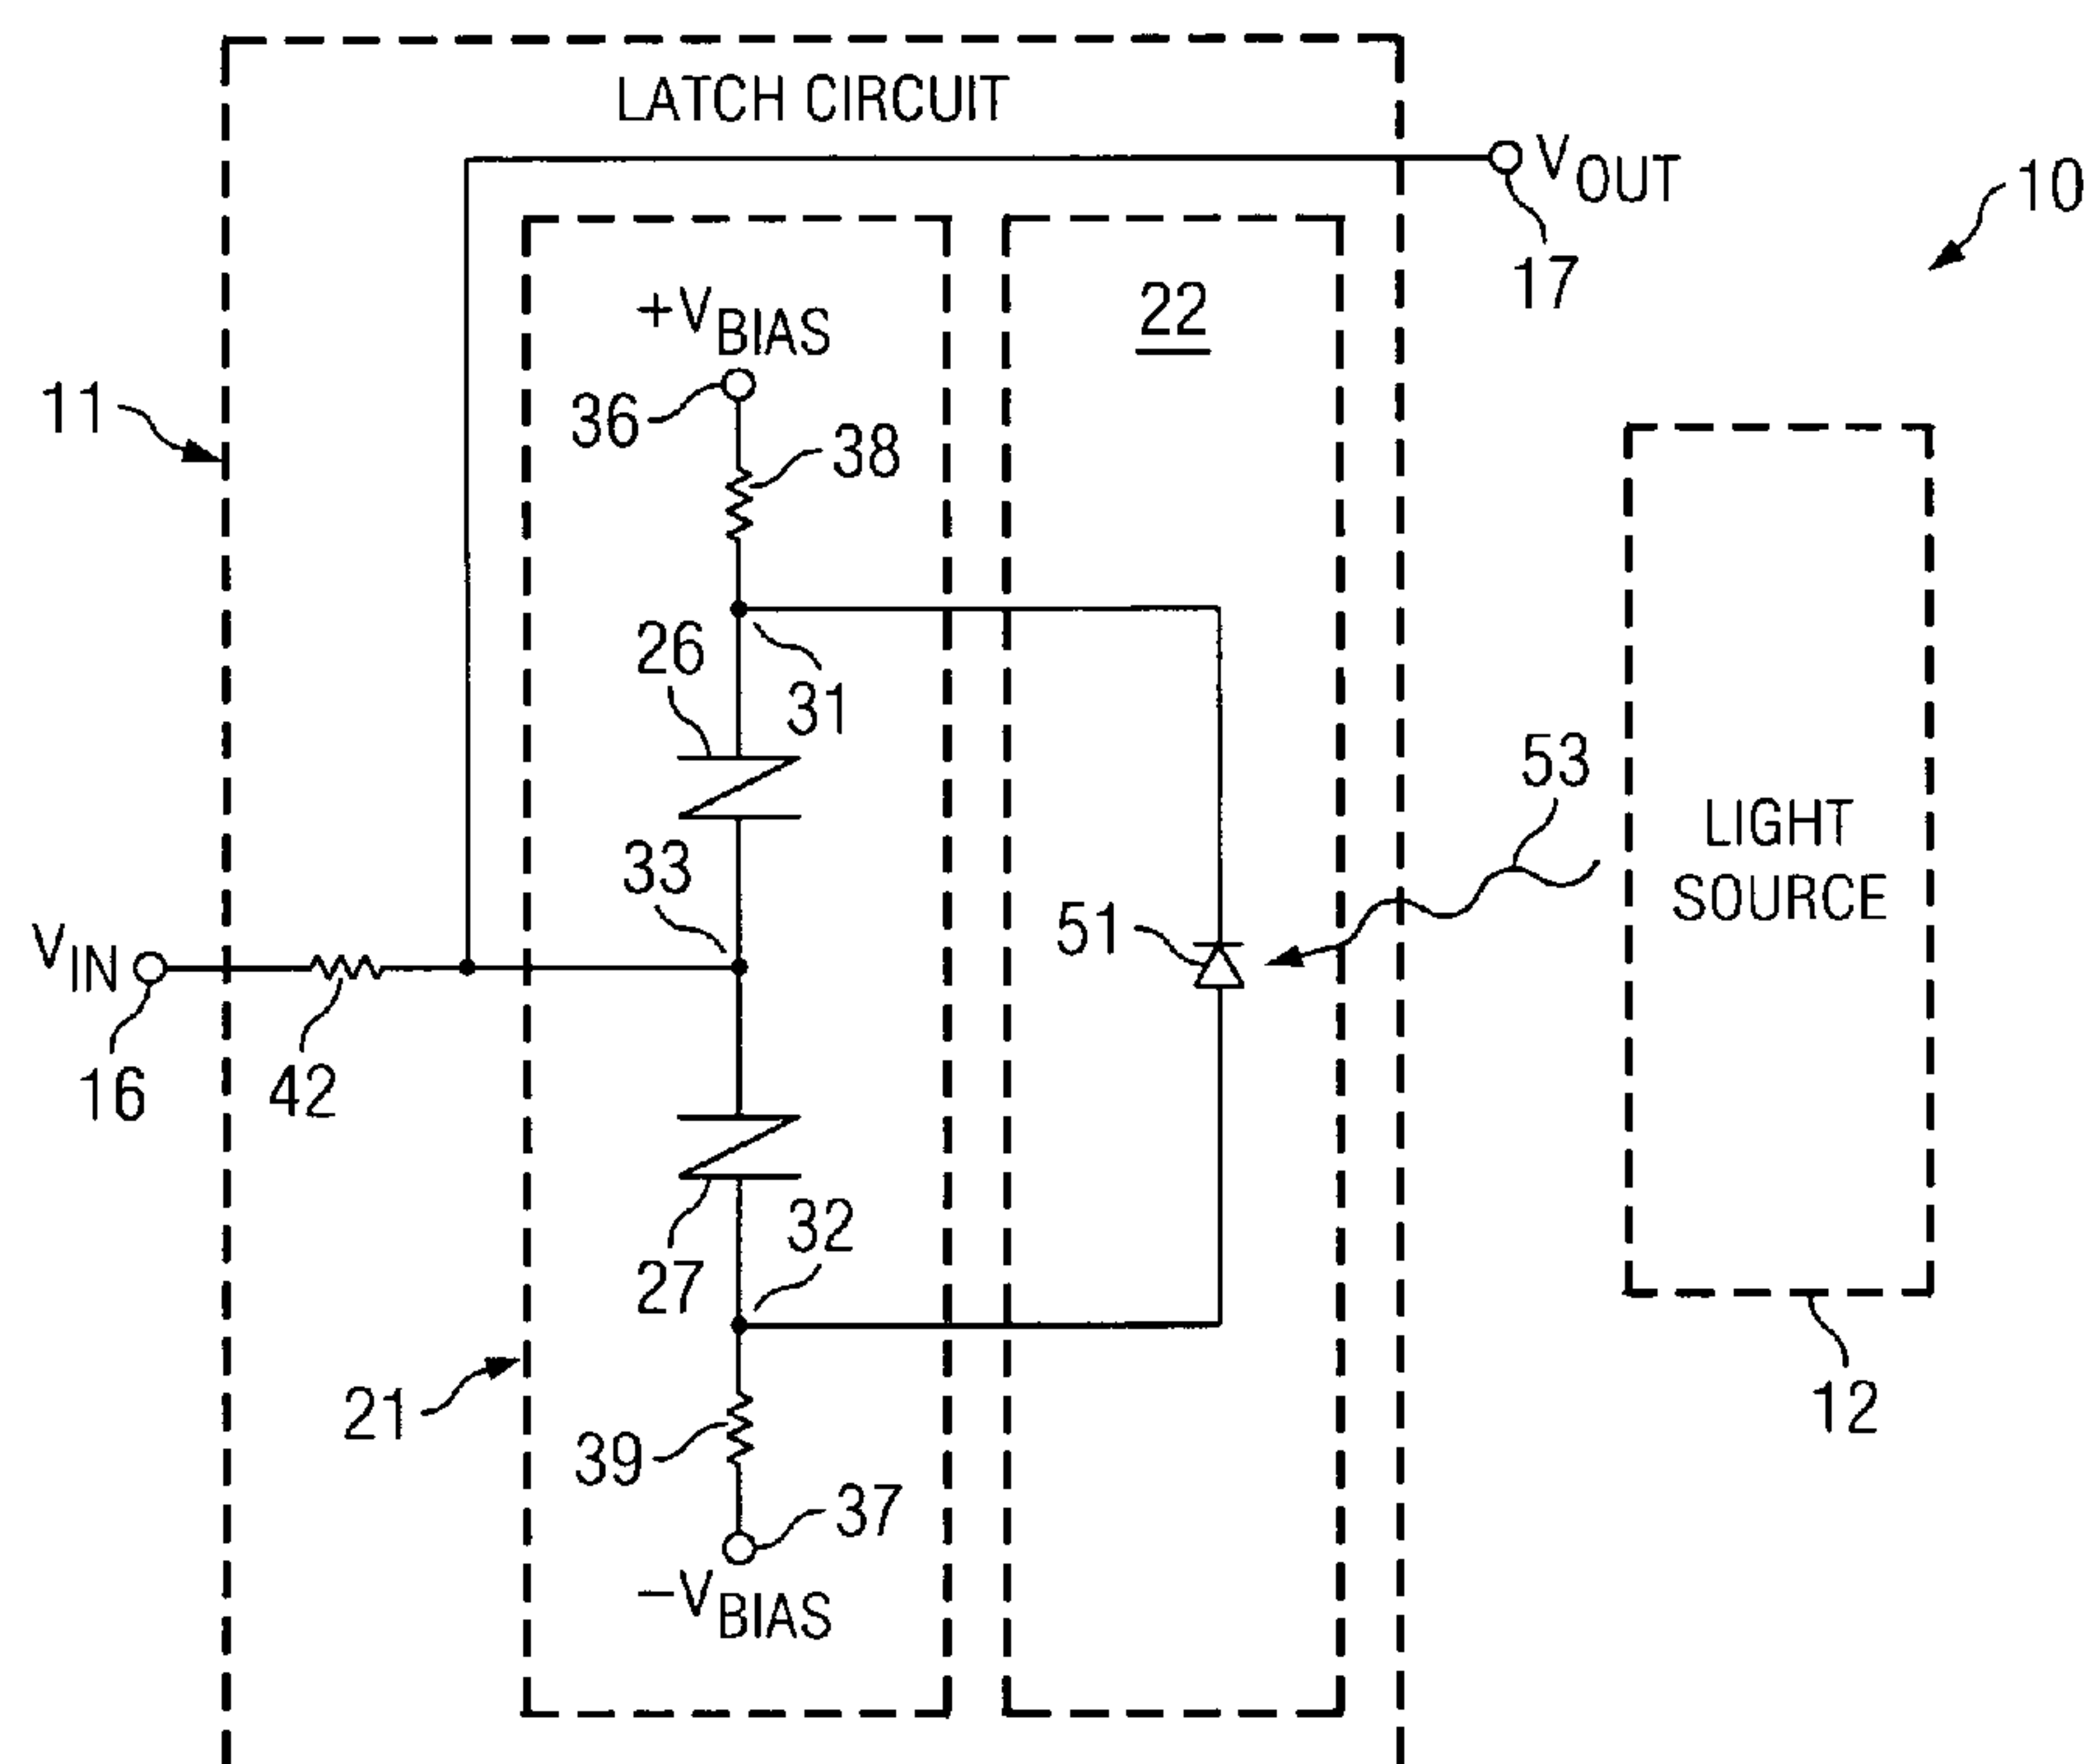 LATCH CIRCUIT
VOUT
10
17
+VBIAS
22
36
38
11
26
31
53
LIGHT
SOURCE
33
51
VIN
16
42
32
27
21
12
39
37
−VBIAS